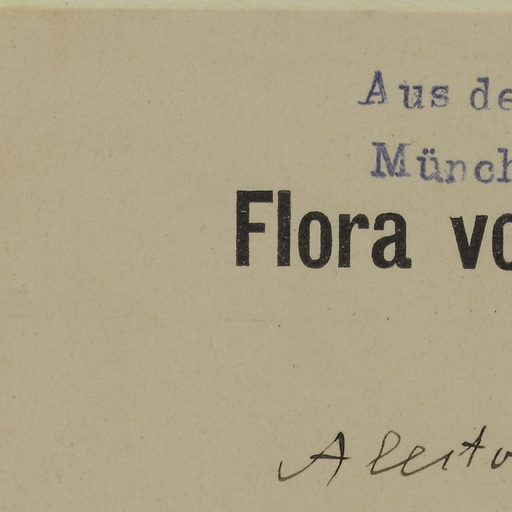 Aus de
Münch
Flora vo
Alecto